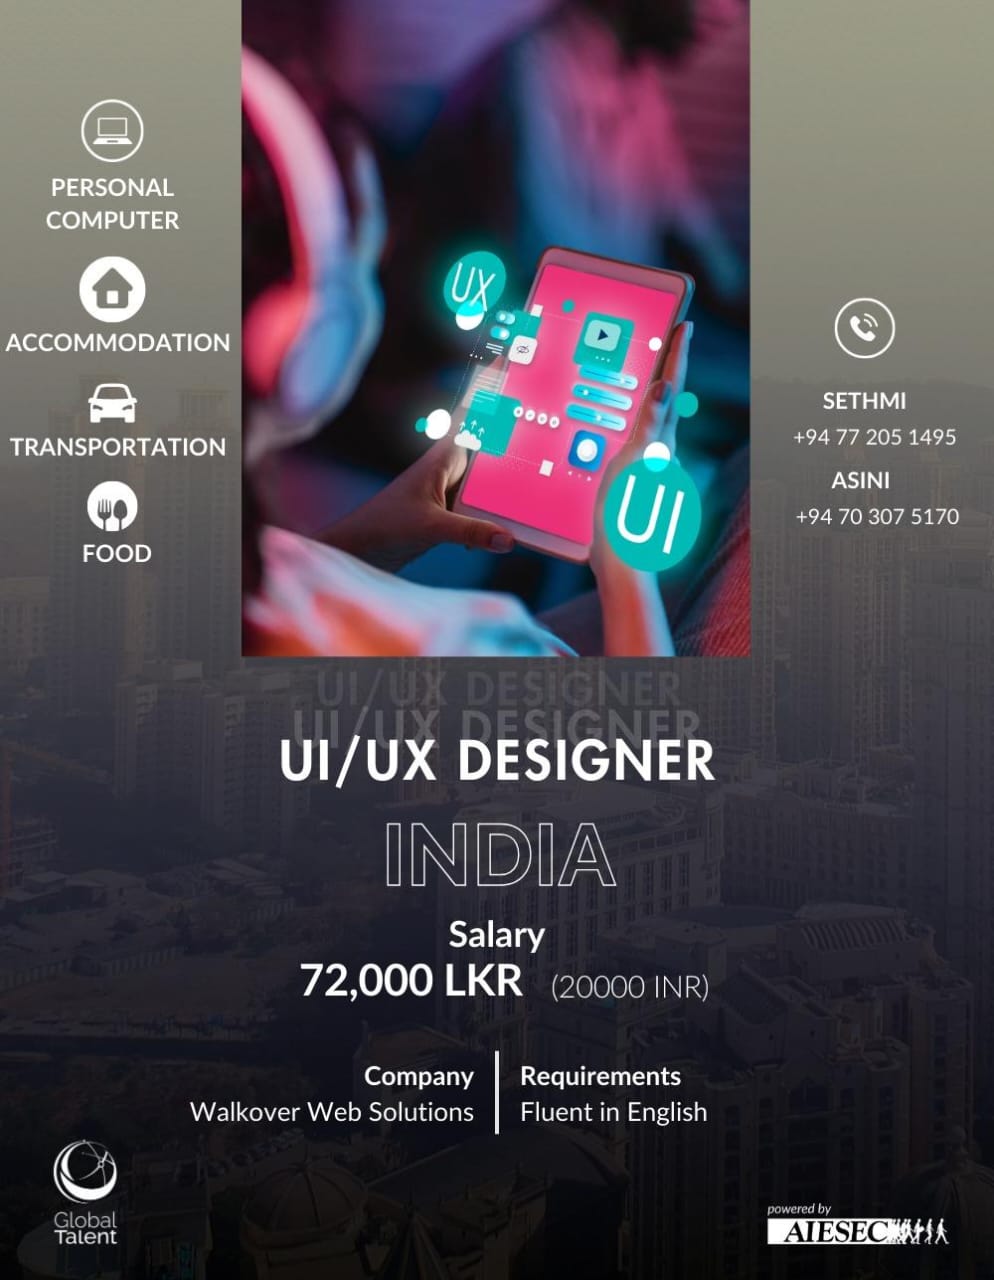 PERSONAL
COMPUTER
ACCOMMODATION
TRANSPORTATION
FOOD
UX
UI
SETHMI
+94 77 205 1495
ASINI
+94 70 307 5170
UI/UX DESIGNER
UI/UX DESIGNER
UI/UX DESIGNER
INDIA
Salary
72,000 LKR (20000 INR)
Company
Walkover Web Solutions
Requirements
Fluent in English
Global
Talent
powered by
AIESEC